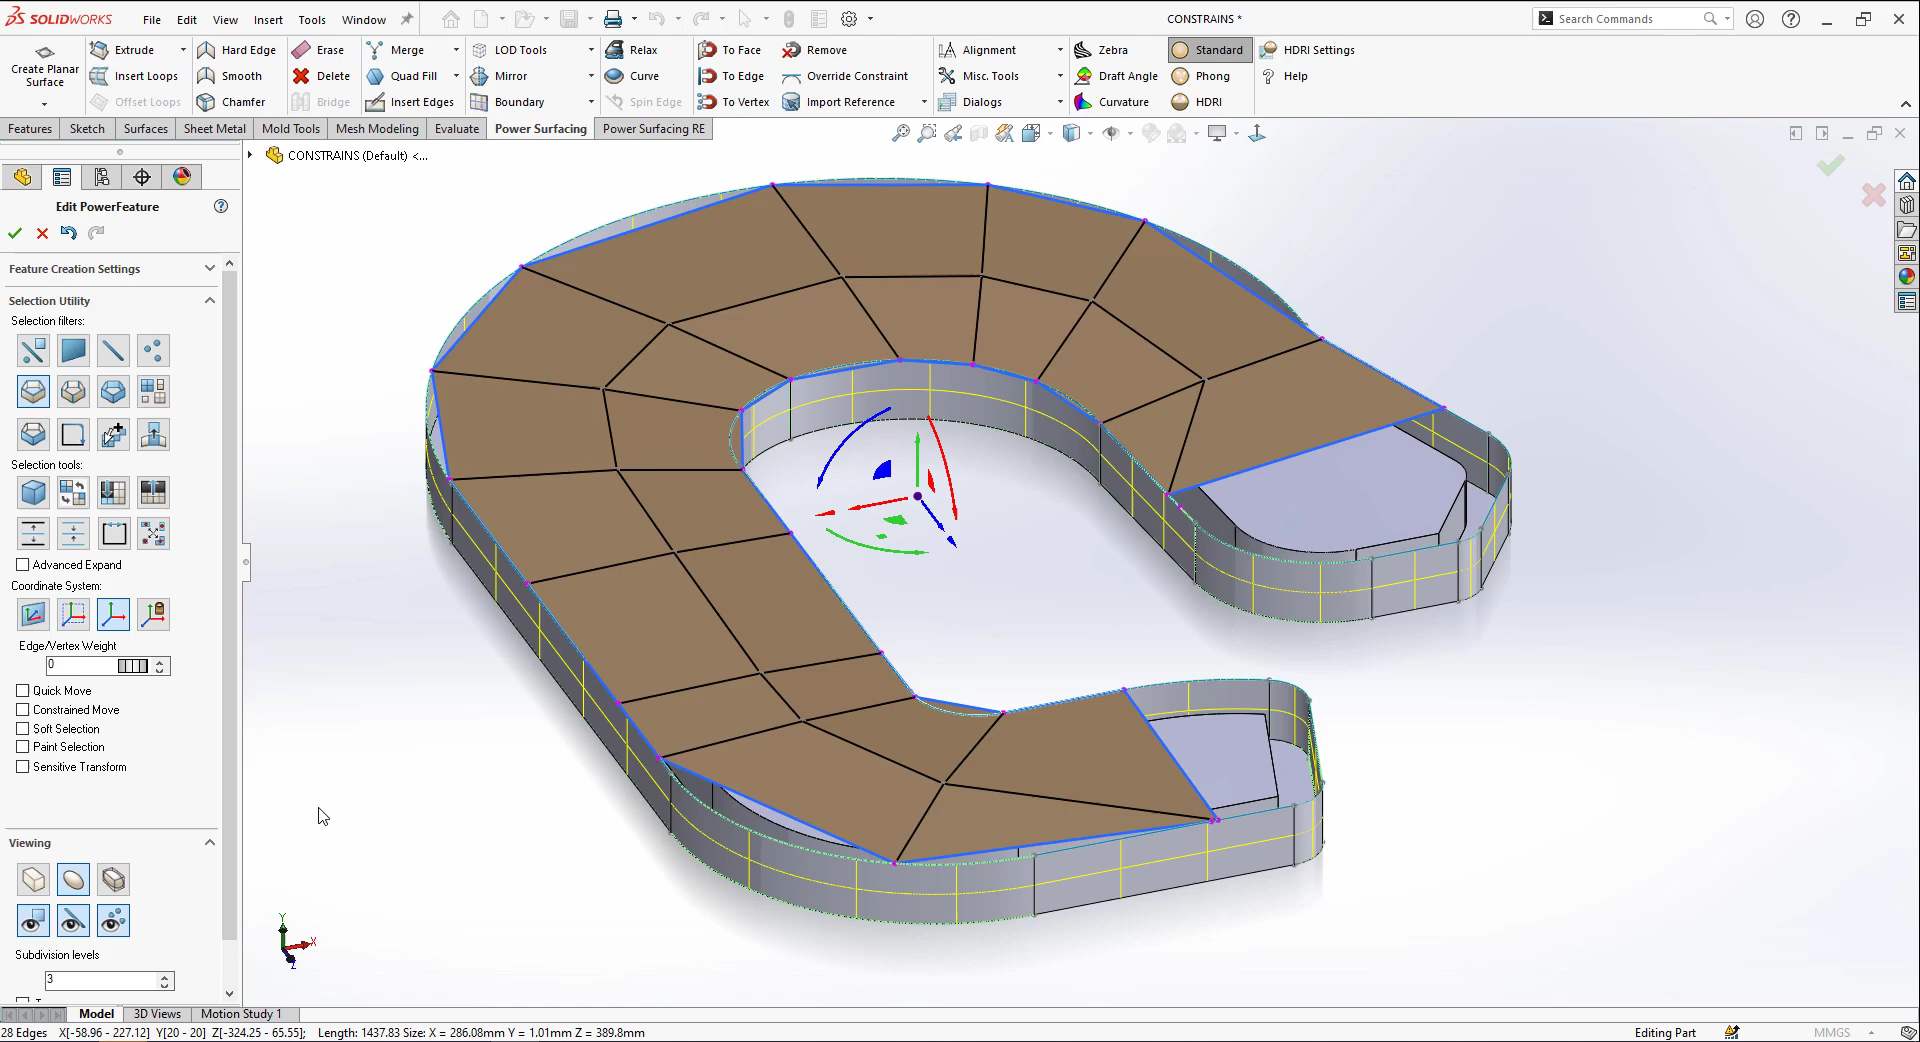 SOLIDWORKS File Edit View Insert Tools Window CONSTRAINS * Search Commands
Create Planar Surface
Extrude Hard Edge Erase Merge LOD Tools Relax To Face Remove Alignment Zebra Standard HDRI Settings
Insert Loops Smooth Delete Quad Fill Mirror Curve To Edge Override Constraint Misc. Tools Draft Angle Phong Help
Offset Loops Chamfer Bridge Insert Edges Boundary Spin Edge To Vertex Import Reference Dialogs Curvature HDRI
Features Sketch Surfaces Sheet Metal Mold Tools Mesh Modeling Evaluate Power Surfacing Power Surfacing RE
CONSTRAINS (Default) <...
Edit PowerFeature
Feature Creation Settings
Selection Utility
Selection filters:
Selection tools:
Advanced Expand
Coordinate System:
Edge/Vertex Weight
0
Quick Move
Constrained Move
Soft Selection
Paint Selection
Sensitive Transform
Viewing
Subdivision levels
3
Y
X
Z
Model 3D Views Motion Study 1
28 Edges X[-58.96 - 227.12) Y[20 - 20) Z[-324.25 - 65.55]; Length: 1437.83 Size: X = 286.08mm Y = 1.01mm Z = 389.8mm Editing Part MMGS